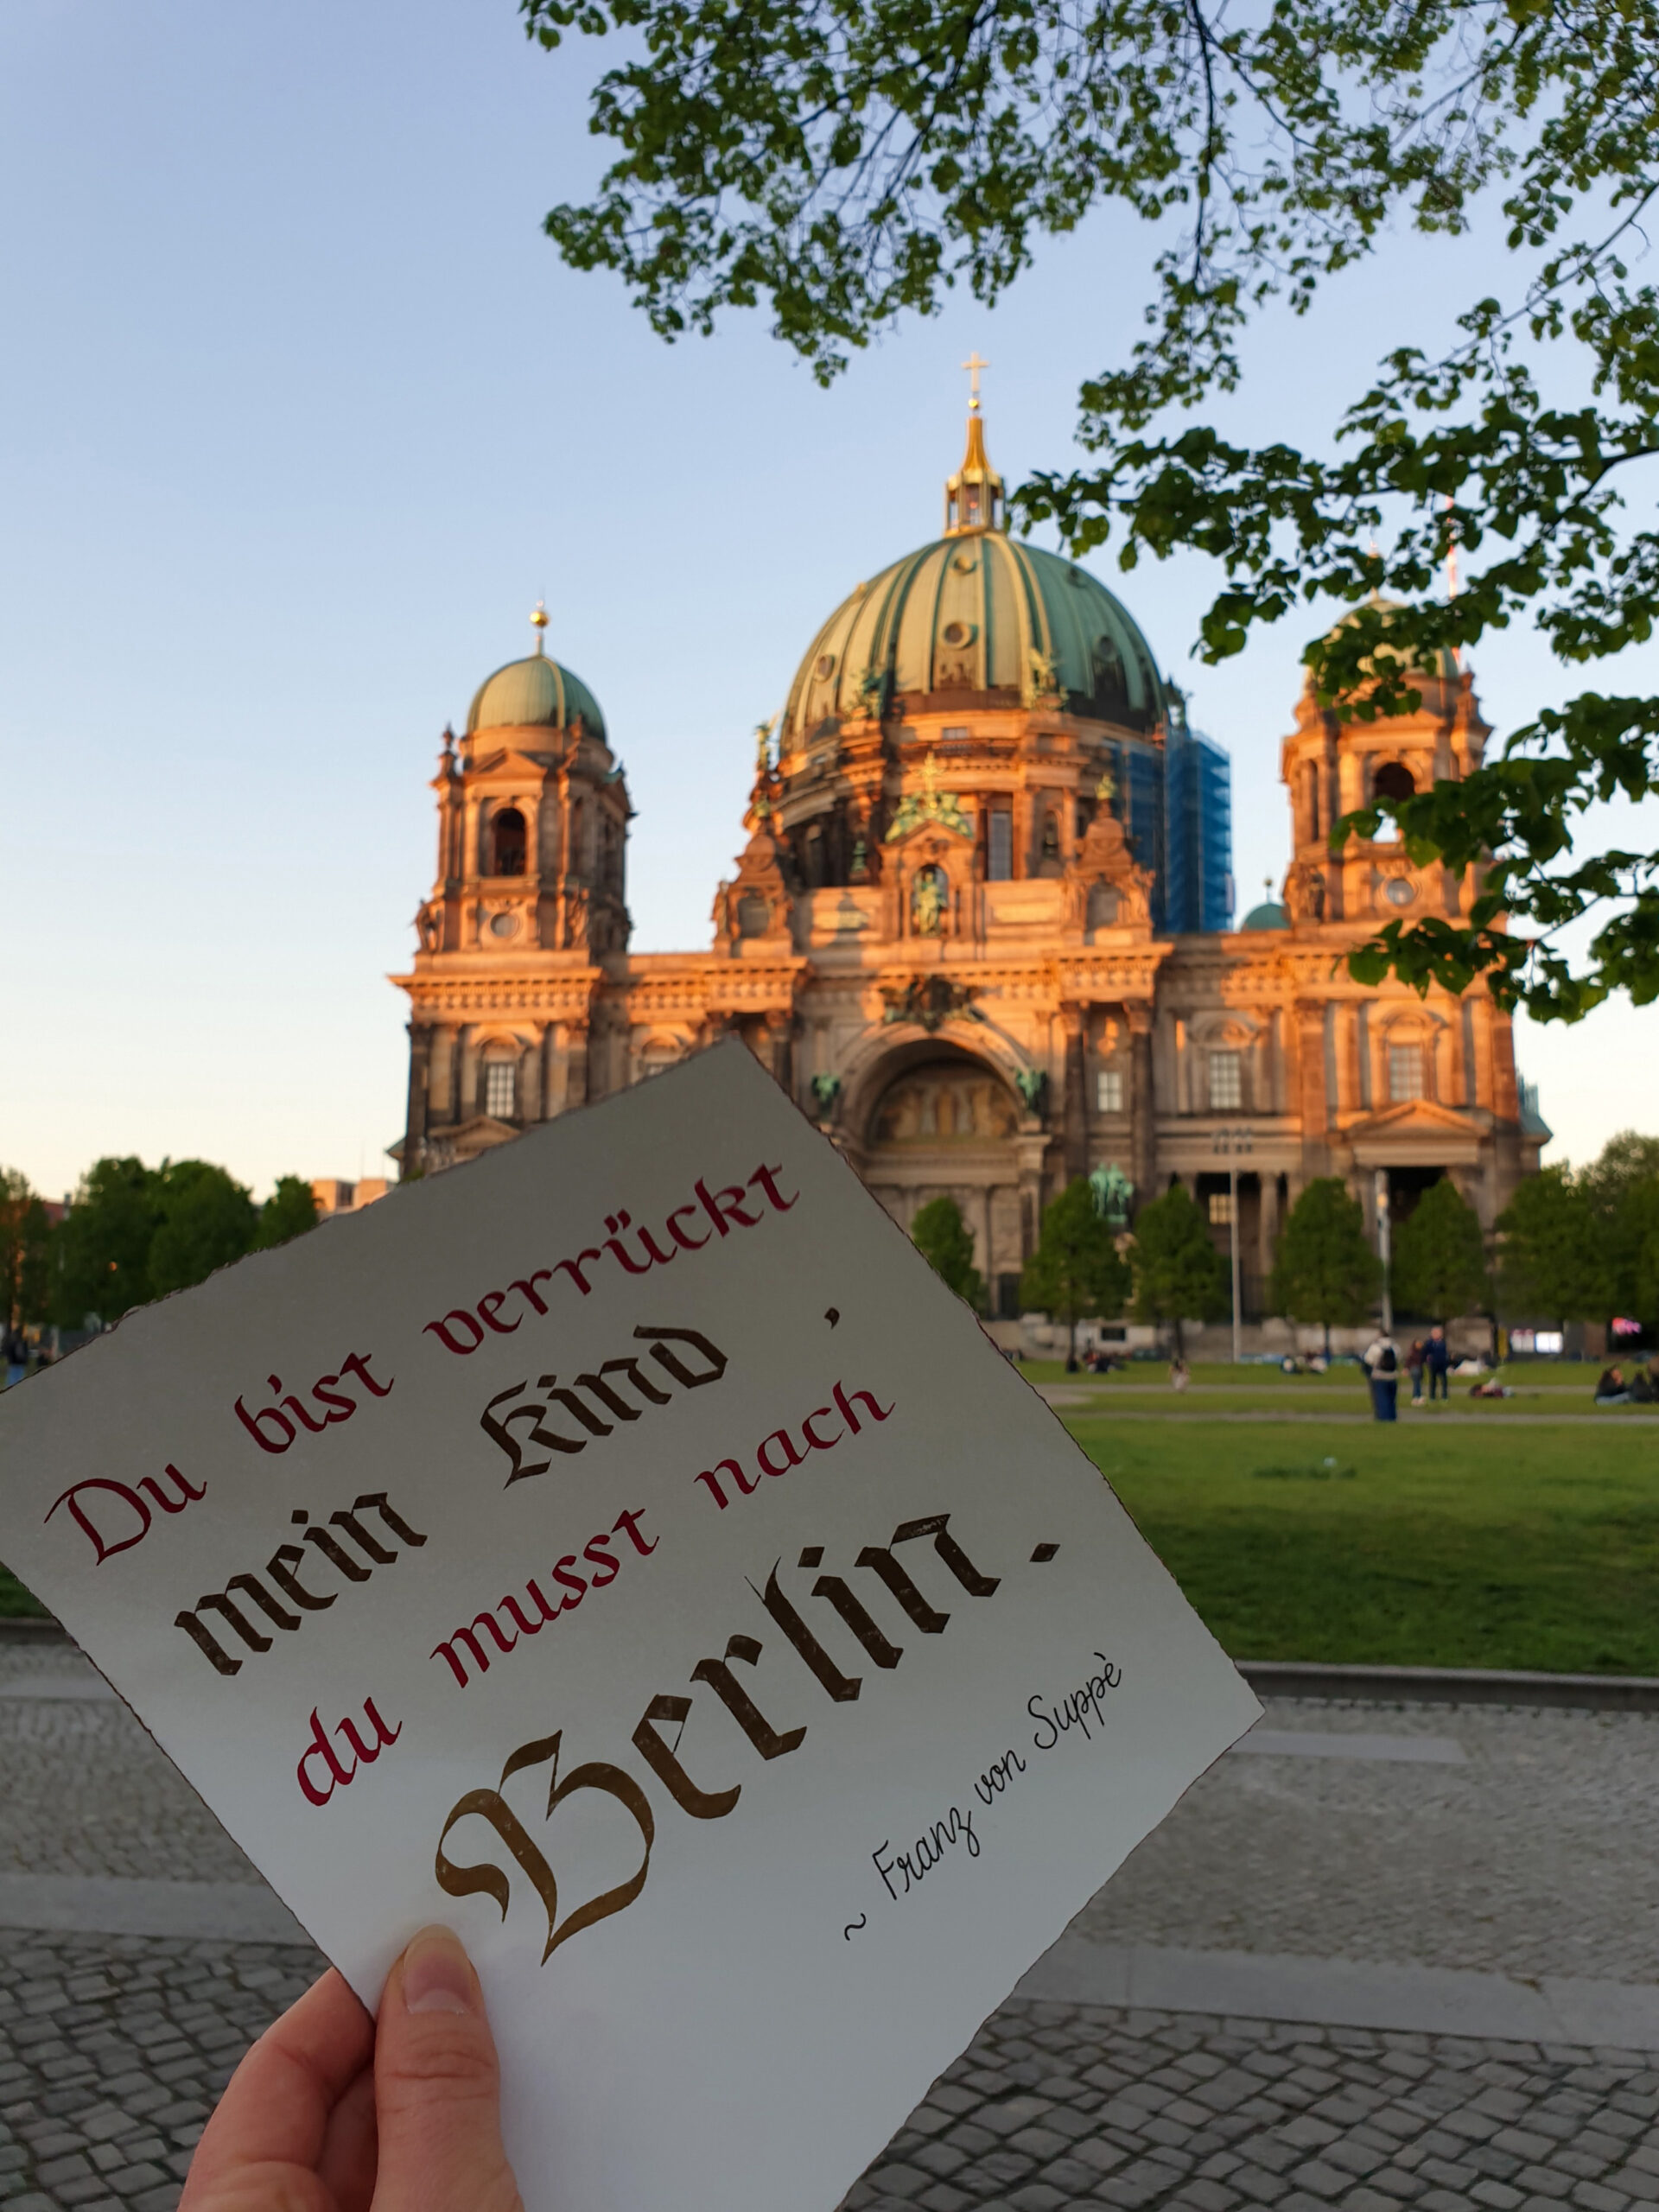 Du bist verrückt
mein Kind,
du musst nach
Berlin.
~ Franz von Suppè